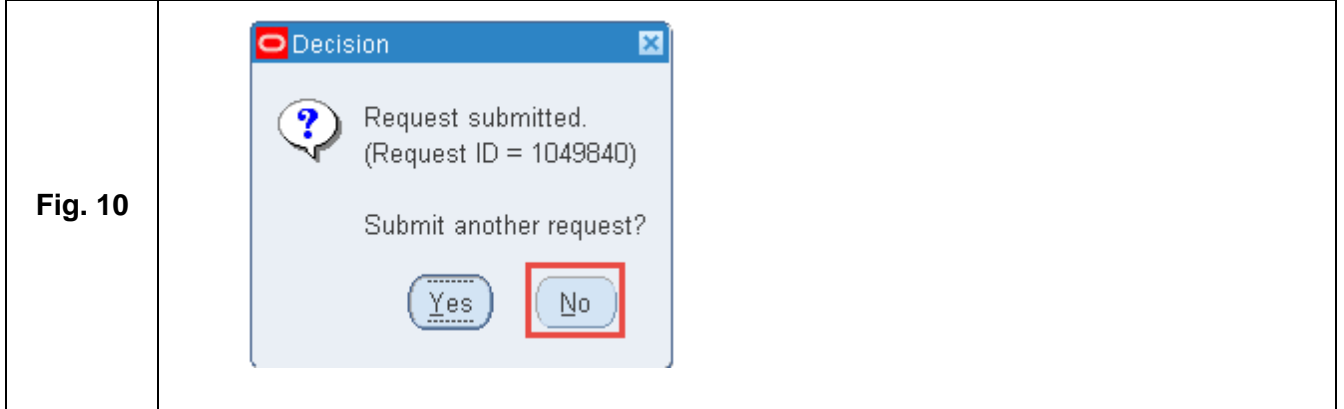 Fig. 10
Decision
Request submitted.
(Request ID = 1049840)
Submit another request?
Yes
No